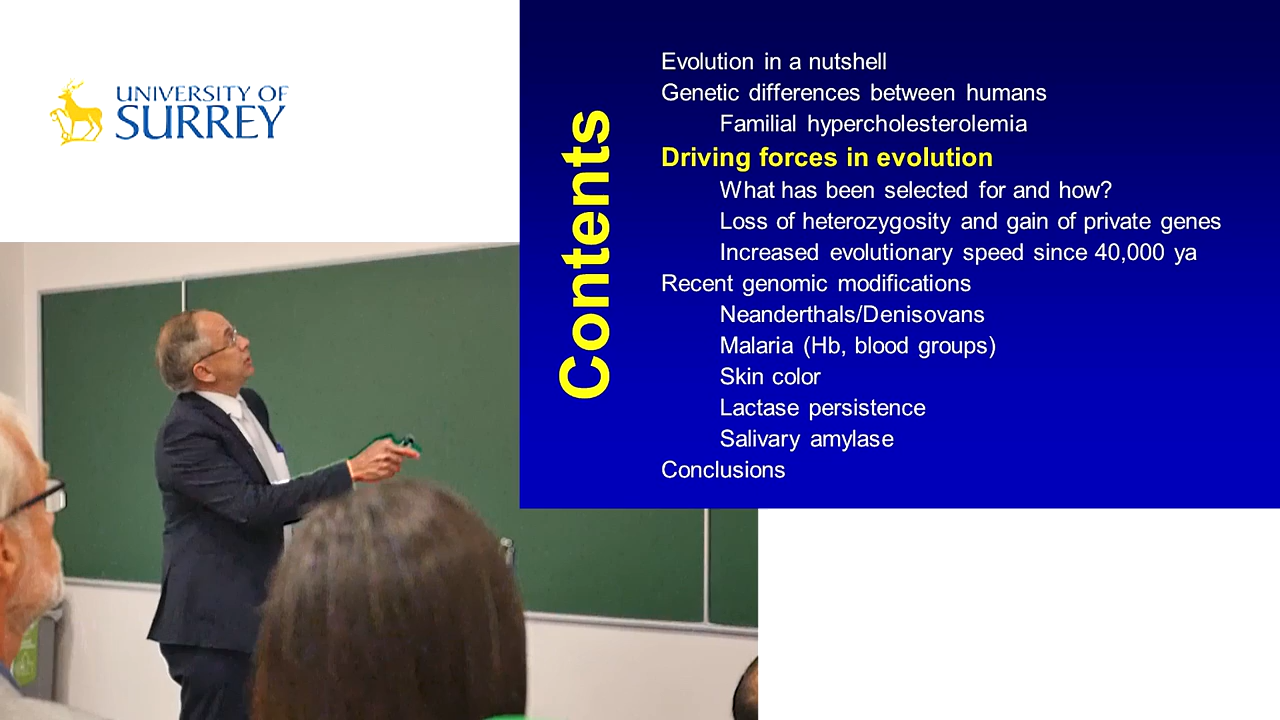 UNIVERSITY OF
SURREY
Contents
Evolution in a nutshell
Genetic differences between humans
Familial hypercholesterolemia
Driving forces in evolution
What has been selected for and how?
Loss of heterozygosity and gain of private genes
Increased evolutionary speed since 40,000 ya
Recent genomic modifications
Neanderthals/Denisovans
Malaria (Hb, blood groups)
Skin color
Lactase persistence
Salivary amylase
Conclusions